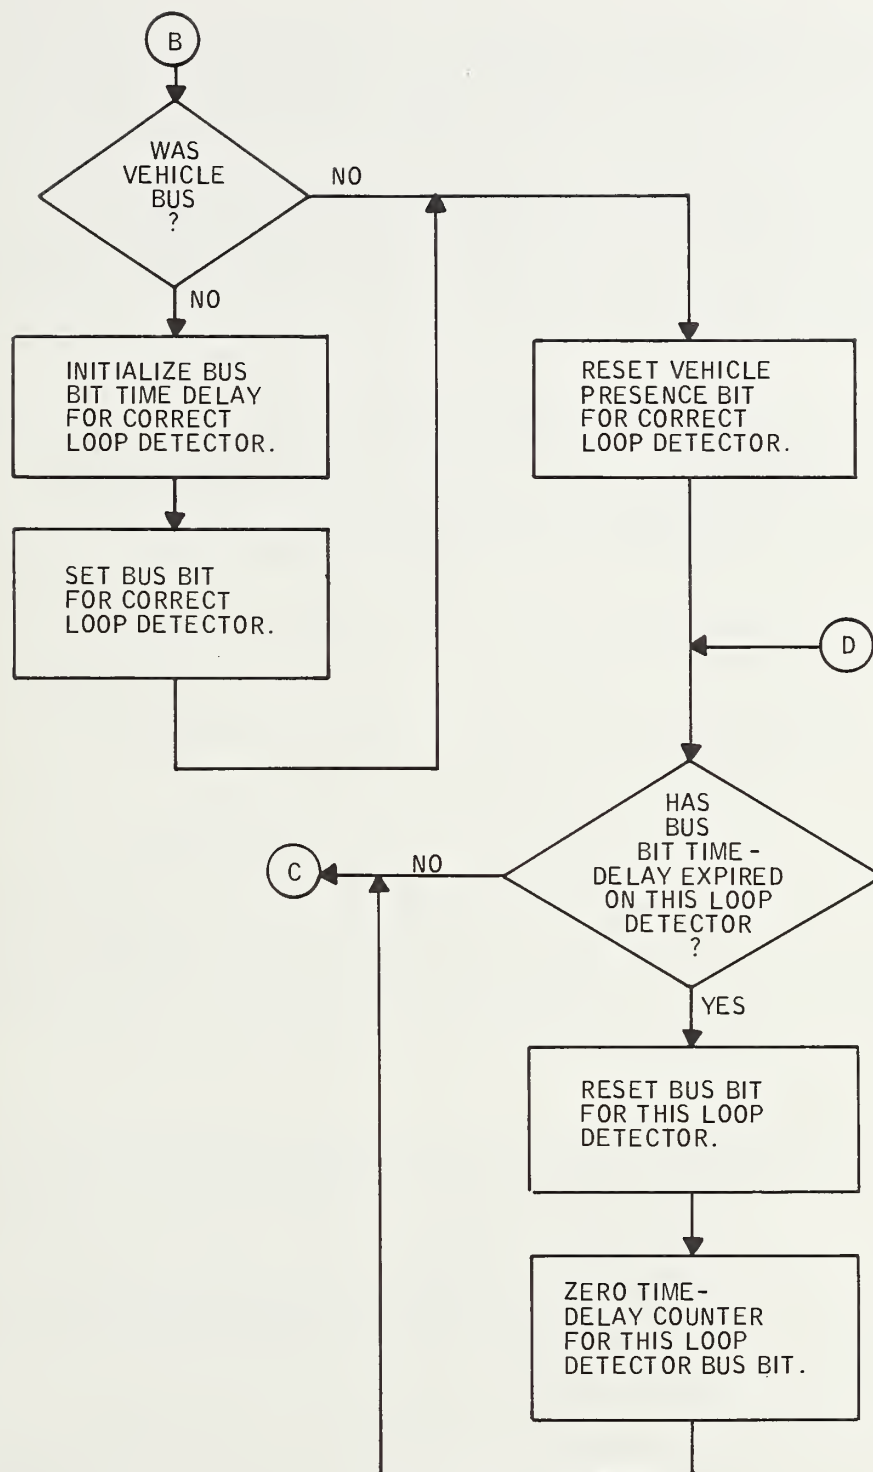 B
WAS
VEHICLE
BUS
?
NO
NO
INITIALIZE BUS
BIT TIME DELAY
FOR CORRECT
LOOP DETECTOR.
SET BUS BIT
FOR CORRECT
LOOP DETECTOR.
RESET VEHICLE
PRESENCE BIT
FOR CORRECT
LOOP DETECTOR.
D
HAS
BUS
BIT TIME-
DELAY EXPIRED
ON THIS LOOP
DETECTOR
?
NO
C
YES
RESET BUS BIT
FOR THIS LOOP
DETECTOR.
ZERO TIME-
DELAY COUNTER
FOR THIS LOOP
DETECTOR BUS BIT.